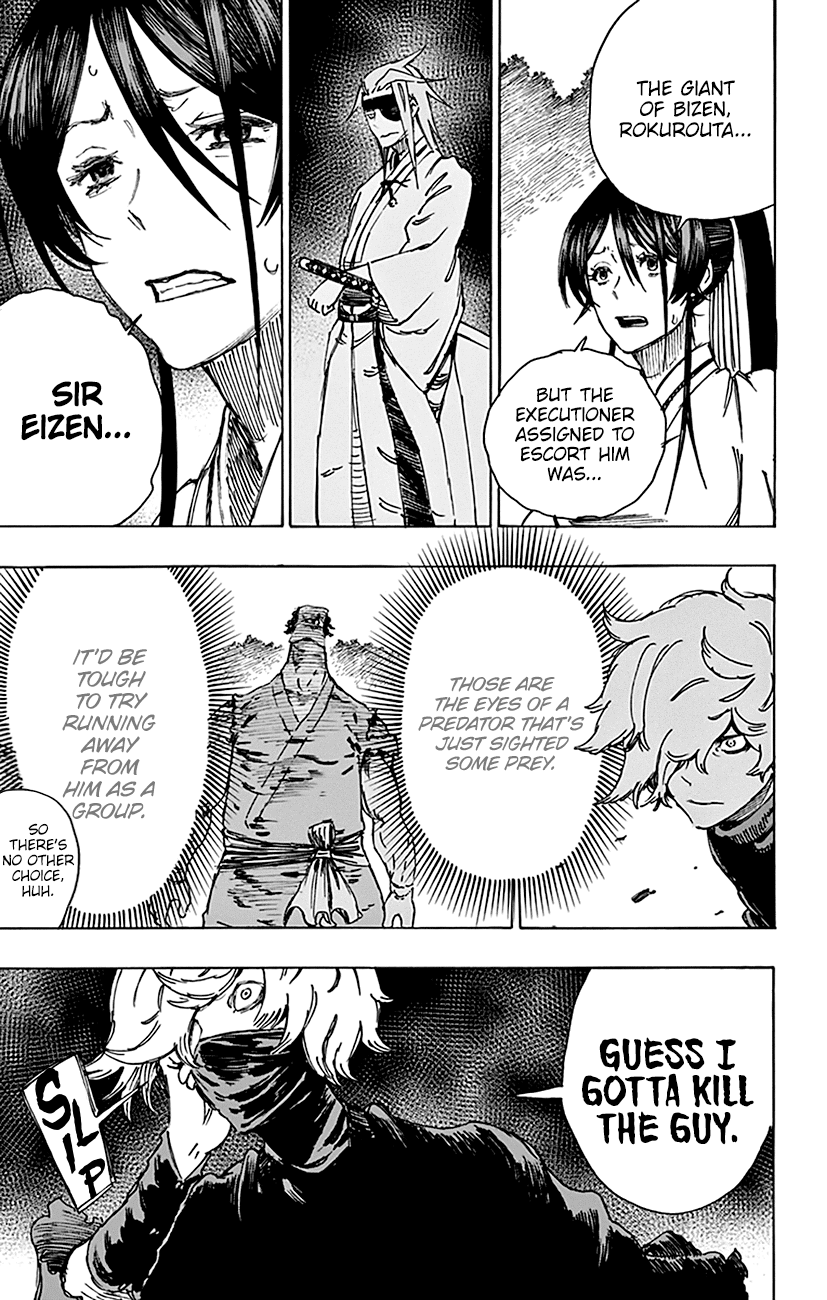 THE GIANT
OF BIZEN,
ROKUROUTA...
BUT THE
EXECUTIONER
ASSIGNED TO
ESCORT HIM
WAS...
SIR
EIZEN...
THOSE ARE
THE EYES OF A
PREDATOR THAT'S
JUST SIGHTED
SOME PREY.
IT'D BE
TOUGH
TO TRY
RUNNING
AWAY
FROM
HIM AS A
GROUP.
SO
THERE'S
NO OTHER
CHOICE,
HUH.
GUESS I
GOTTA KILL
THE GUY.
SLIP